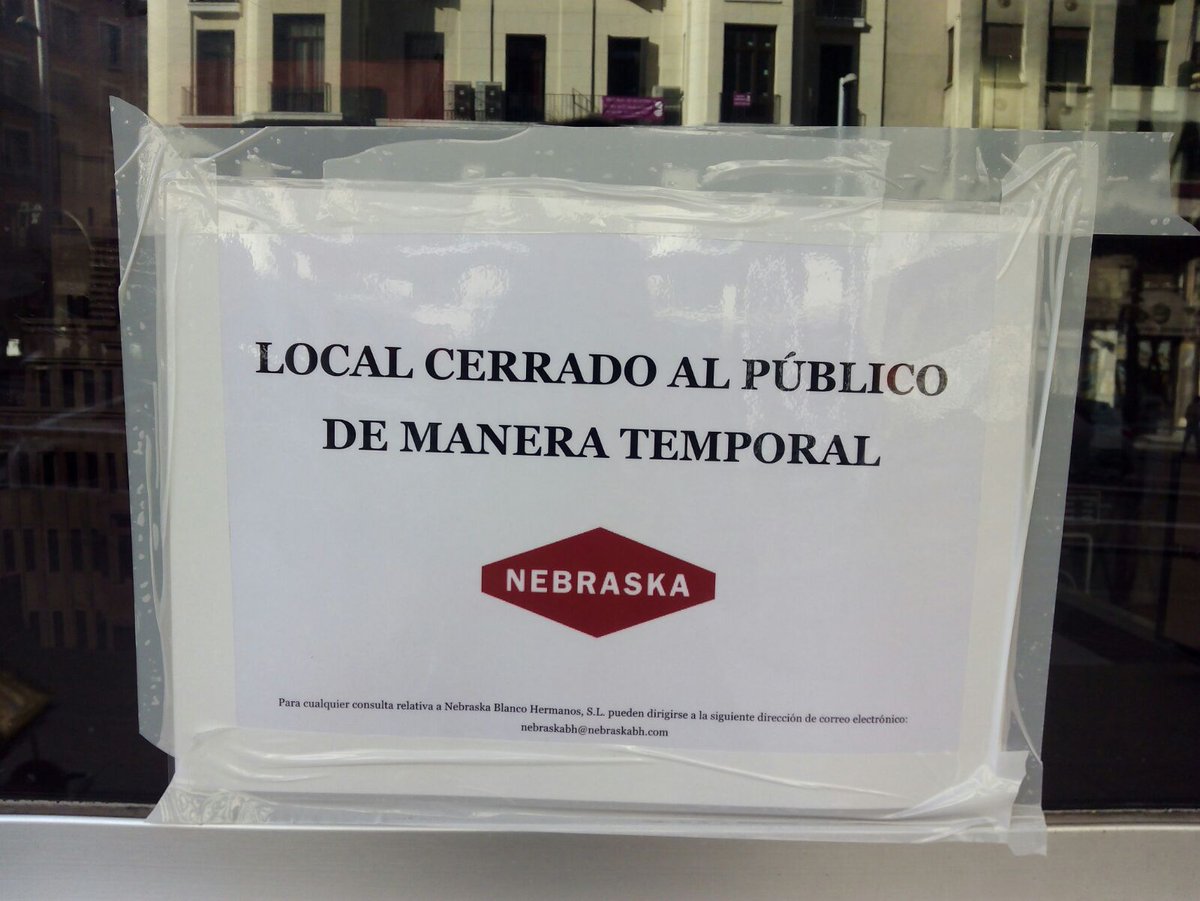 LOCAL CERRADO AL PÚBLICO
DE MANERA TEMPORAL
NEBRASKA
Para cualquier consulta relativa a Nebraska Blanco Hermanos, S.L. pueden dirigirse a la siguiente dirección de correo electrónico:
nebraskabh@nebraskabh.com